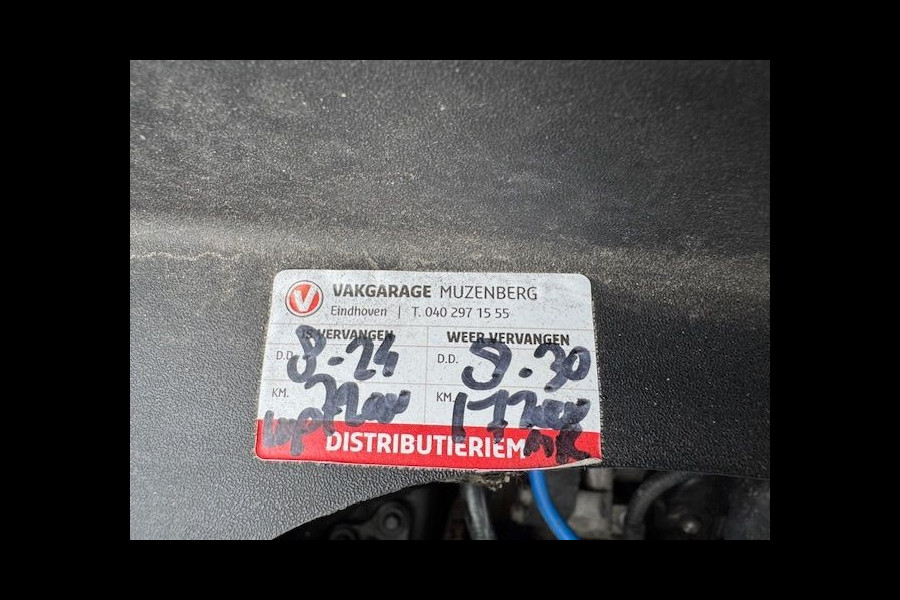 V VAKGARAGE MUZENBERG
Eindhoven | T. 040 297 15 55
IS VERVANGEN WEER VERVANGEN
D.D. 8-24 D.D. 9-30
KM. KM.
DISTRIBUTIERIEM